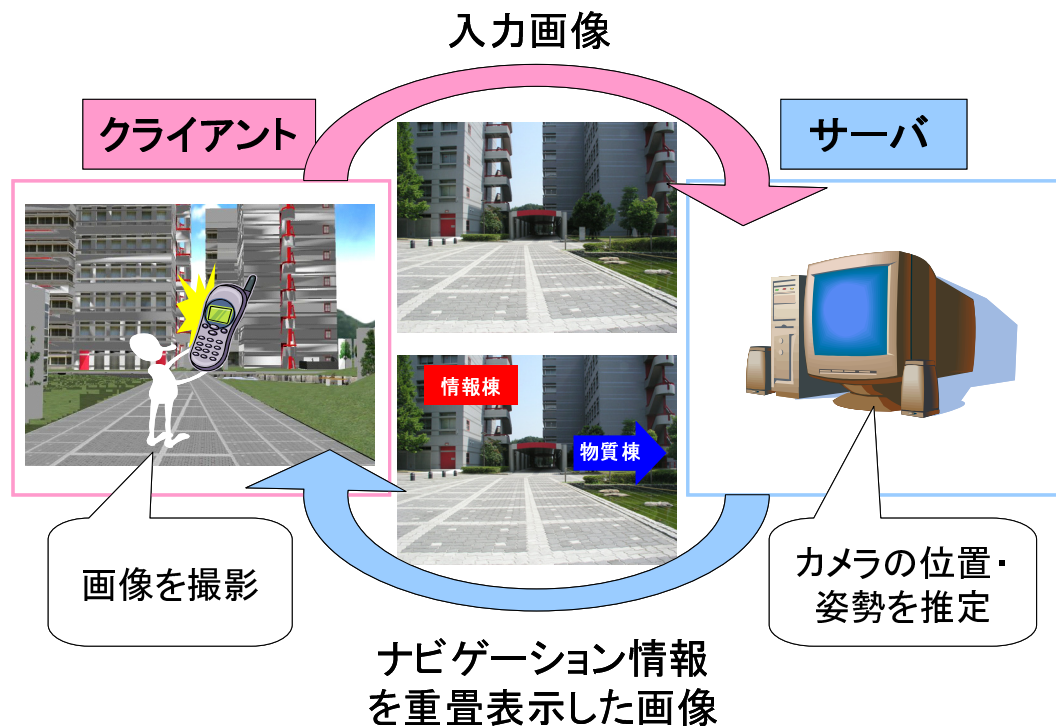 入力画像
クライアント
サーバ
情報棟
物質棟
画像を撮影
カメラの位置・
姿勢を推定
ナビゲーション情報
を重畳表示した画像